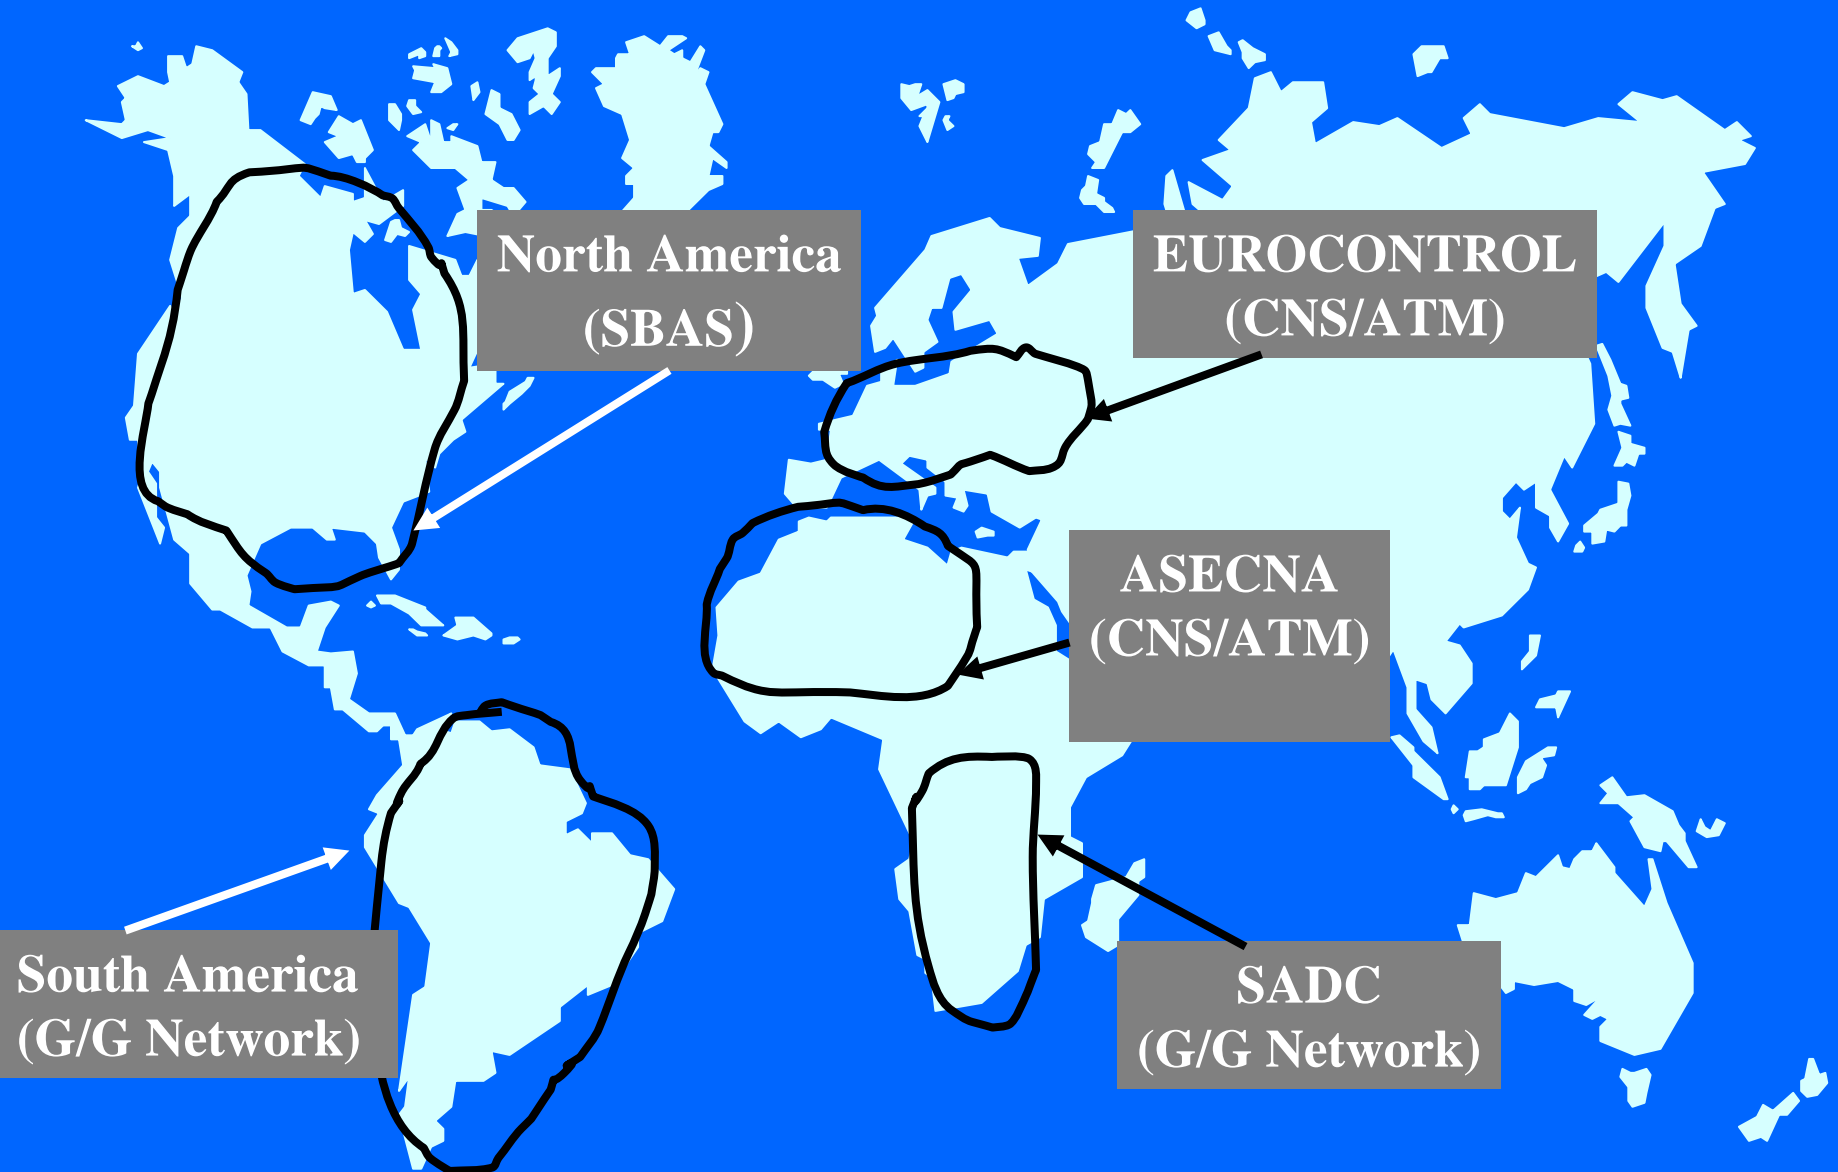 North America
(SBAS)
EUROCONTROL
(CNS/ATM)
ASECNA
(CNS/ATM)
South America
(G/G Network)
SADC
(G/G Network)